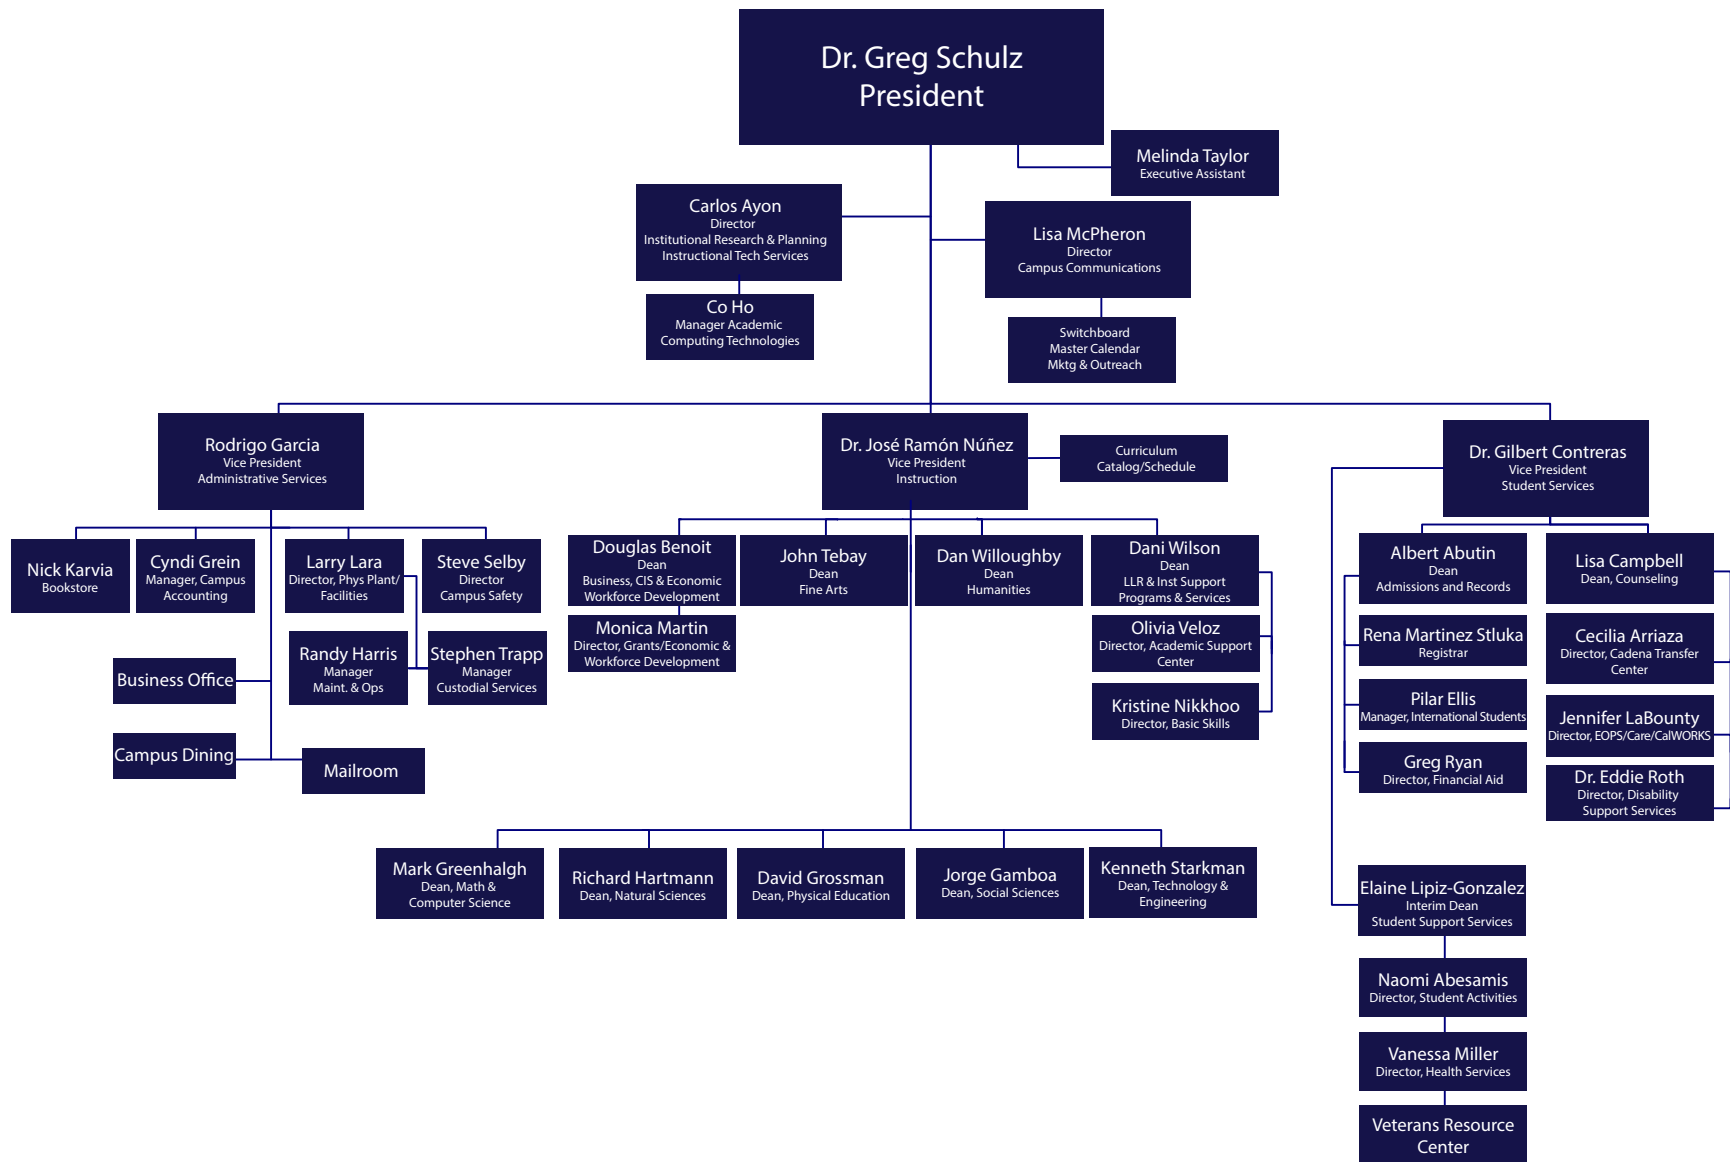 Dr. Greg Schulz
President
Melinda Taylor
Executive Assistant
Carlos Ayon
Director
Institutional Research & Planning
Instructional Tech Services
Lisa McPheron
Director
Campus Communications
Co Ho
Manager Academic
Computing Technologies
Switchboard
Master Calendar
Mktg & Outreach
Rodrigo Garcia
Vice President
Administrative Services
Dr. José Ramón Núñez
Vice President
Instruction
Curriculum
Catalog/Schedule
Dr. Gilbert Contreras
Vice President
Student Services
Nick Karvia
Bookstore
Cyndi Grein
Manager, Campus
Accounting
Larry Lara
Director, Phys Plant/
Facilities
Steve Selby
Director
Campus Safety
Randy Harris
Manager
Maint. & Ops
Stephen Trapp
Manager
Custodial Services
Business Office
Campus Dining
Mailroom
Douglas Benoit
Dean
Business, CIS & Economic
Workforce Development
John Tebay
Dean
Fine Arts
Dan Willoughby
Dean
Humanities
Dani Wilson
Dean
LLR & Inst Support
Programs & Services
Monica Martin
Director, Grants/Economic &
Workforce Development
Olivia Veloz
Director, Academic Support
Center
Kristine Nikkhoo
Director, Basic Skills
Albert Abutin
Dean
Admissions and Records
Lisa Campbell
Dean, Counseling
Rena Martinez Stluka
Registrar
Cecilia Arriaza
Director, Cadena Transfer
Center
Pilar Ellis
Manager, International Students
Jennifer LaBounty
Director, EOPS/Care/CalWORKS
Greg Ryan
Director, Financial Aid
Dr. Eddie Roth
Director, Disability
Support Services
Mark Greenhalgh
Dean, Math &
Computer Science
Richard Hartmann
Dean, Natural Sciences
David Grossman
Dean, Physical Education
Jorge Gamboa
Dean, Social Sciences
Kenneth Starkman
Dean, Technology &
Engineering
Elaine Lipiz-Gonzalez
Interim Dean
Student Support Services
Naomi Abesamis
Director, Student Activities
Vanessa Miller
Director, Health Services
Veterans Resource
Center